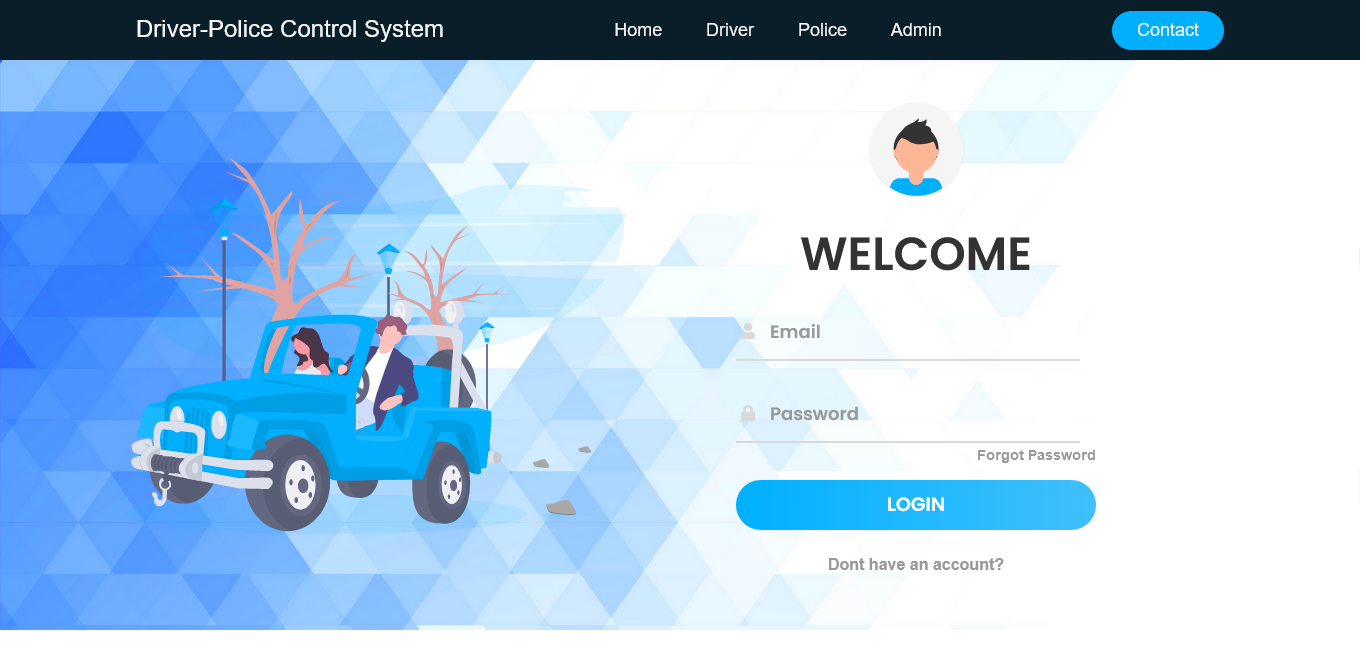 Driver-Police Control System
Home Driver Police Admin Contact
WELCOME
Email
Password
Forgot Password
LOGIN
Dont have an account?